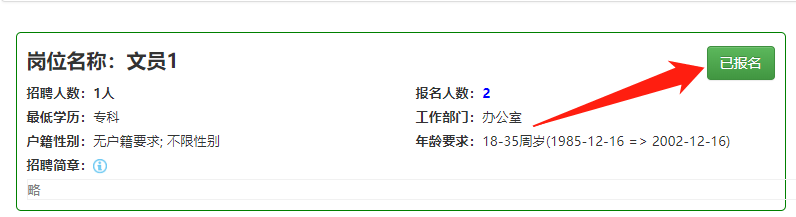 岗位名称：文员1
已报名
招聘人数：1人
报名人数：2
最低学历：专科
工作部门：办公室
户籍性别：无户籍要求; 不限性别
年龄要求：18-35周岁(1985-12-16 => 2002-12-16)
招聘简章：
略